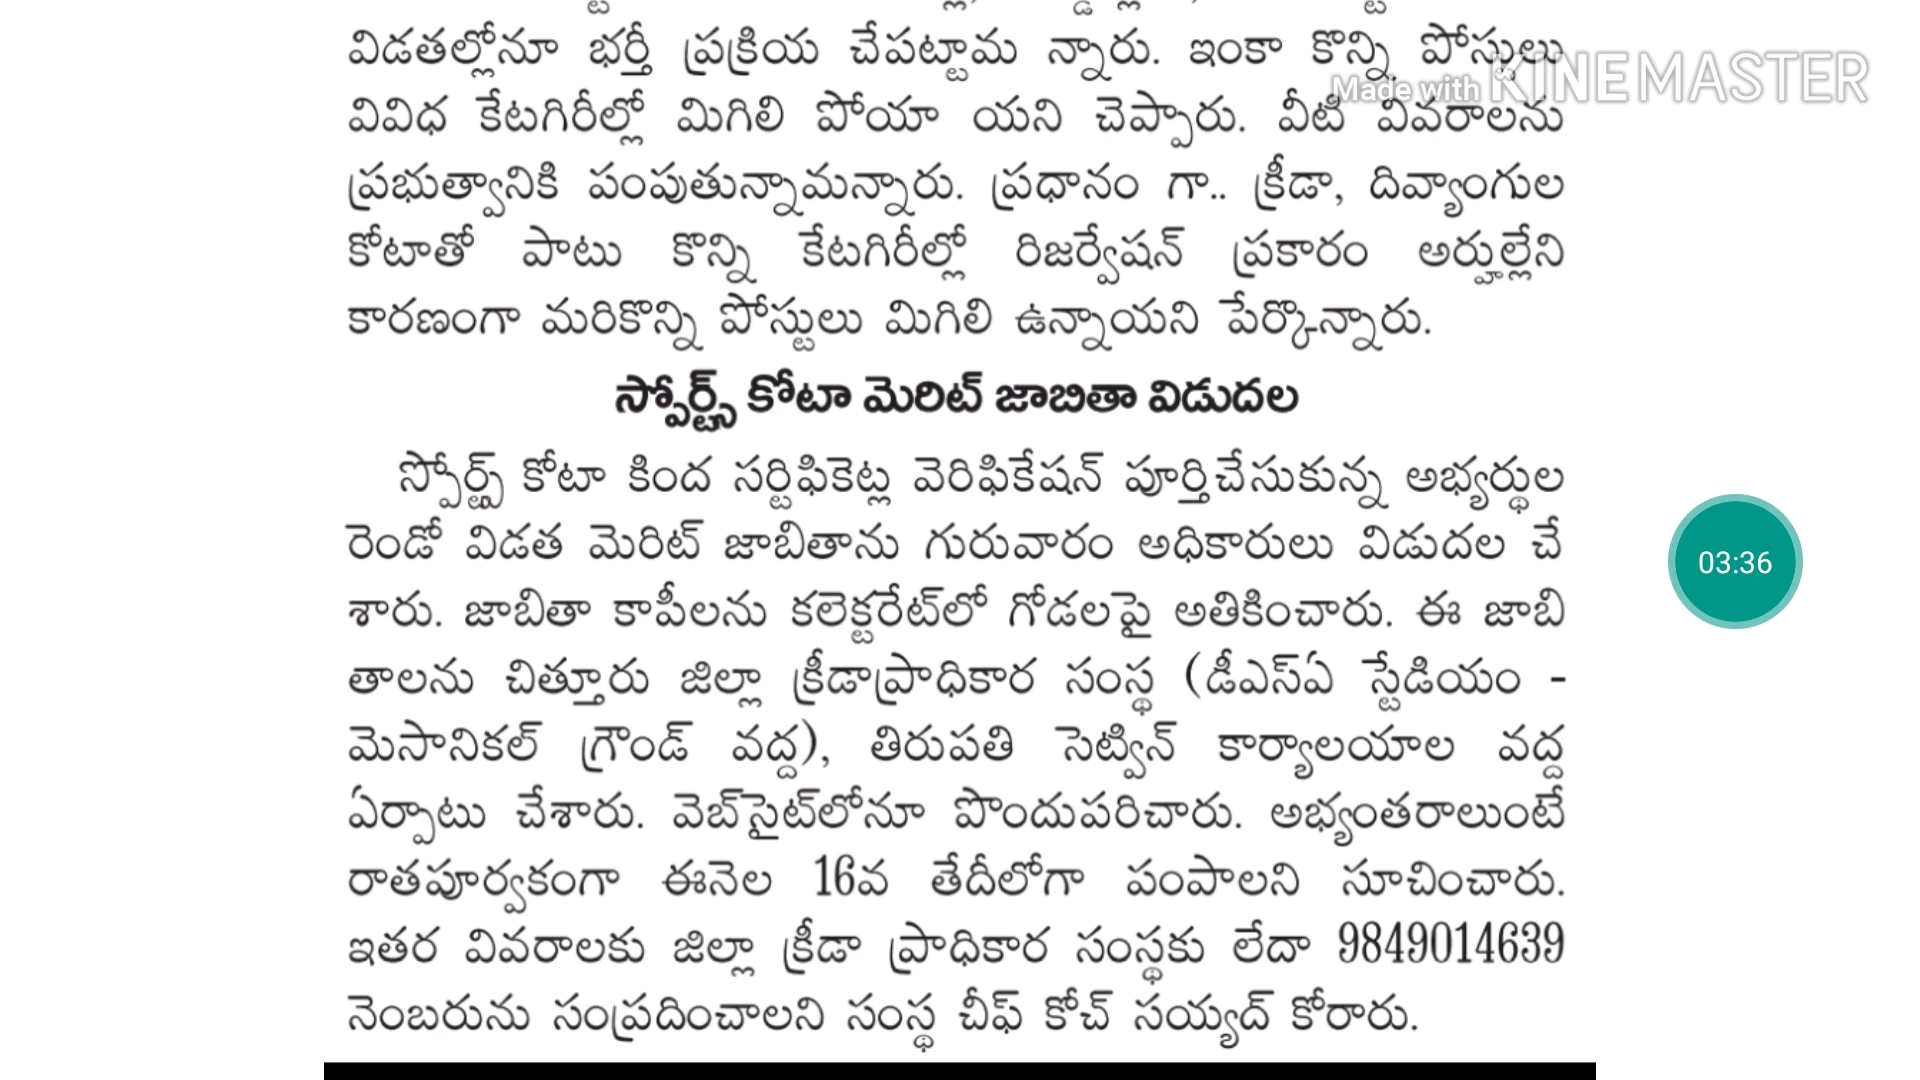 విడతల్లోనూ భర్తీ ప్రక్రియ చేపట్టామ న్నారు. ఇంకా కొన్ని పోస్టులు
Made with KINEMASTER
వివిధ కేటగిరీల్లో మిగిలి పోయా యని చెప్పారు. వీటి వివరాలను
ప్రభుత్వానికి పంపుతున్నామన్నారు. ప్రధానం గా.. క్రీడా, దివ్యాంగుల
కోటాతో పాటు కొన్ని కేటగిరీల్లో రిజర్వేషన్ ప్రకారం అర్హుల్లేని
కారణంగా మరికొన్ని పోస్టులు మిగిలి ఉన్నాయని పేర్కొన్నారు.
స్పోర్ట్స్ కోటా మెరిట్ జాబితా విడుదల
స్పోర్ట్స్ కోటా కింద సర్టిఫికెట్ల వెరిఫికేషన్ పూర్తిచేసుకున్న అభ్యర్థుల
రెండో విడత మెరిట్ జాబితాను గురువారం అధికారులు విడుదల చే
శారు. జాబితా కాపీలను కలెక్టరేట్‌లో గోడలపై అతికించారు. ఈ జాబి
తాలను చిత్తూరు జిల్లా క్రీడాప్రాధికార సంస్థ (డీఎస్ఏ స్టేడియం -
మెసానికల్ గ్రౌండ్ వద్ద), తిరుపతి సెట్విన్ కార్యాలయాల వద్ద
ఏర్పాటు చేశారు. వెబ్‌సైట్‌లోనూ పొందుపరిచారు. అభ్యంతరాలుంటే
రాతపూర్వకంగా ఈనెల 16వ తేదీలోగా పంపాలని సూచించారు.
ఇతర వివరాలకు జిల్లా క్రీడా ప్రాధికార సంస్థకు లేదా 9849014639
నెంబరును సంప్రదించాలని సంస్థ చీఫ్ కోచ్ సయ్యద్ కోరారు.
03:36